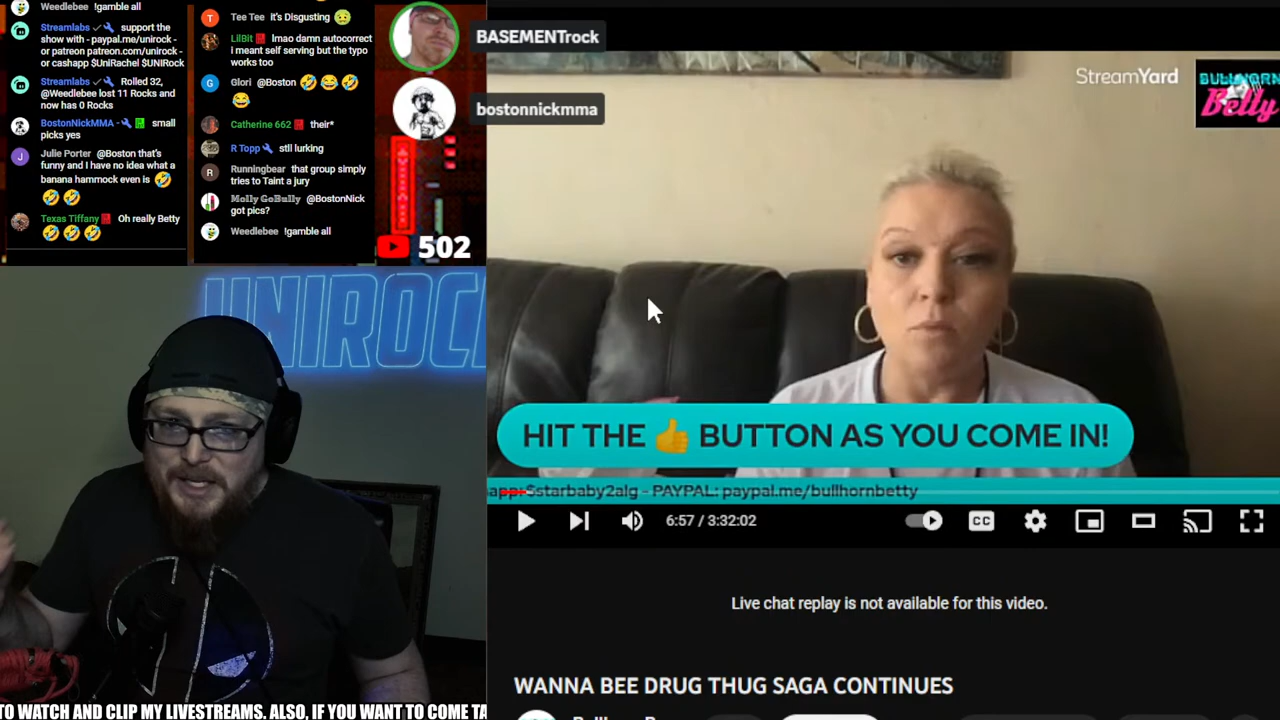 Weedlebee !gamble all
Streamlabs support the
show with - paypal.me/unirock -
or patreon patreon.com/unirock -
or cashapp $UniRachel $UNIRock
Streamlabs Rolled 32,
@Weedlebee lost 11 Rocks and
now has 0 Rocks
BostonNickMMA - small
picks yes
Julie Porter @Boston that's
funny and I have no idea what a
banana hammock even is 🤣
🤣 🤣
Texas Tiffany Oh really Betty
🤣 🤣 🤣
Tee Tee It's Disgusting 🤢
LilBit lmao damn autocorrect
i meant self serving but the typo
works too
Glori @Boston 🤣 😂 🤣
😂
Catherine 662 their*
R Topp stll lurking
Runningbear that group simply
tries to Taint a jury
Molly GoBully @BostonNick
got pics?
Weedlebee !gamble all
BASEMENTrock
bostonnickmma
502
UNIROC
StreamYard
BULLHORN
Betty
HIT THE 👍 BUTTON AS YOU COME IN!
app: $starbaby2alg - PAYPAL: paypal.me/bullhornbetty
6:57 / 3:32:02
CC
Live chat replay is not available for this video.
WANNA BEE DRUG THUG SAGA CONTINUES
TO WATCH AND CLIP MY LIVESTREAMS. ALSO, IF YOU WANT TO COME TA